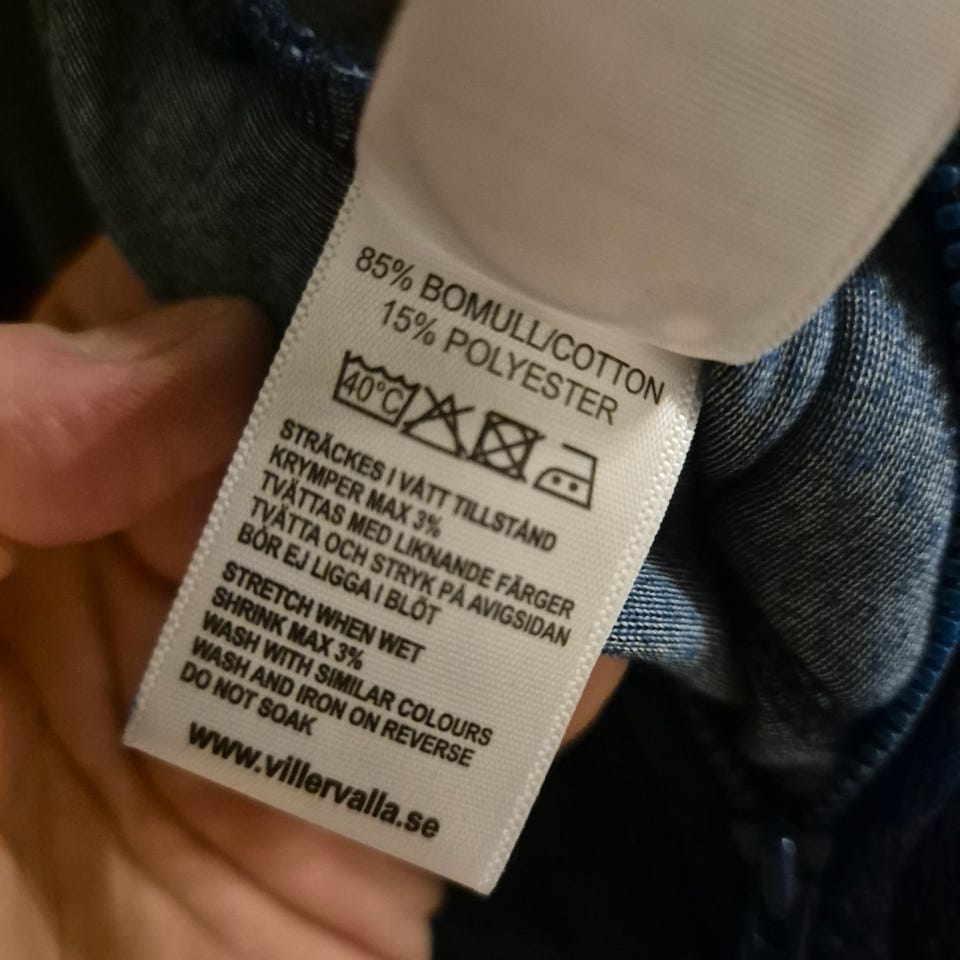 85% BOMULL/COTTON
15% POLYESTER
40°C
STRÄCKES I VÅTT TILLSTÅND
KRYMPER MAX 3%
TVÄTTAS MED LIKNANDE FÄRGER
TVÄTTA OCH STRYK PÅ AVIGSIDAN
BÖR EJ LIGGA I BLÖT
STRETCH WHEN WET
SHRINK MAX 3%
WASH WITH SIMILAR COLOURS
WASH AND IRON ON REVERSE
DO NOT SOAK
www.villervalla.se